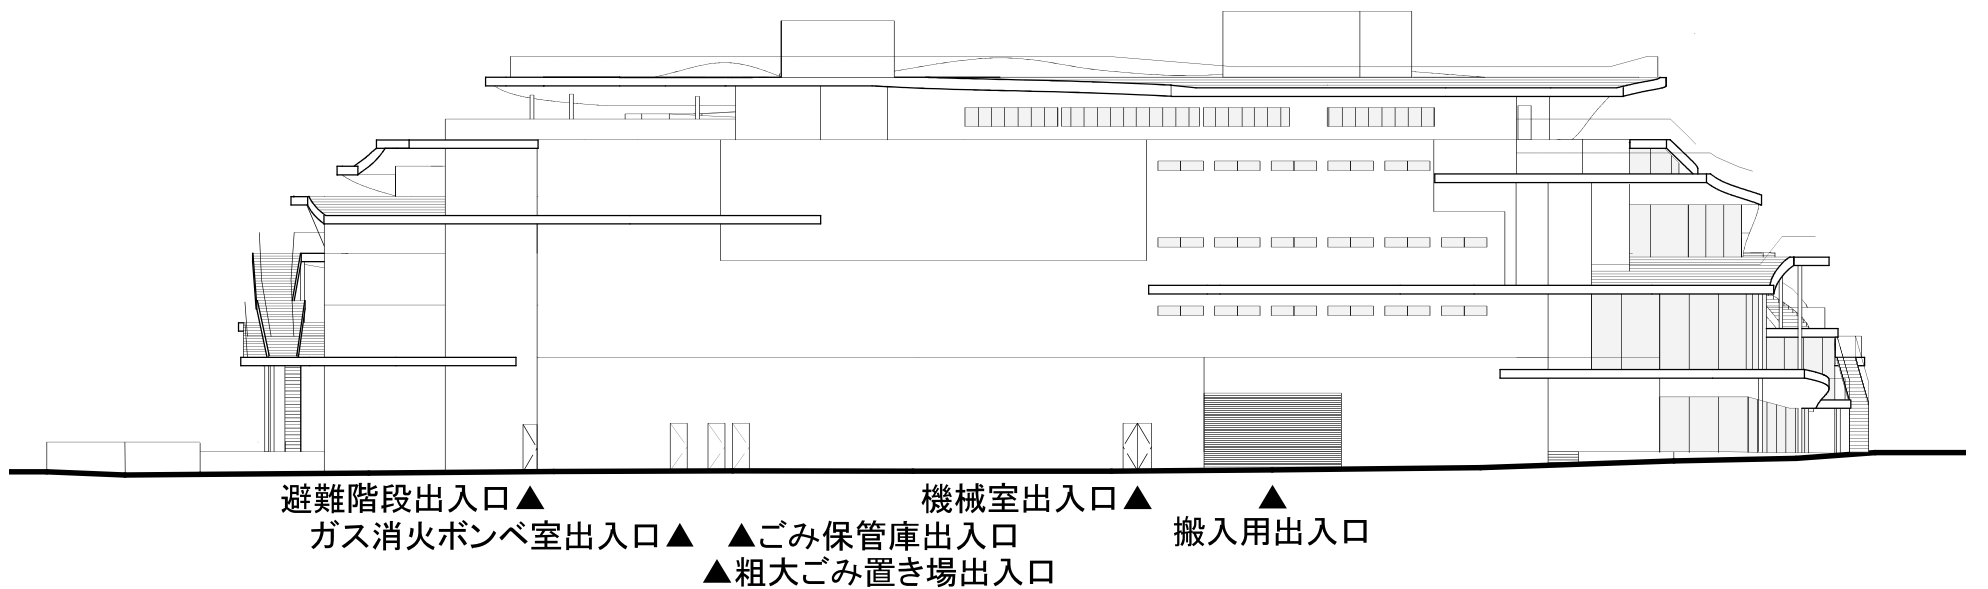 避難階段出入口▲
機械室出入口▲
▲
搬入用出入口
ガス消火ボンベ室出入口▲
▲ごみ保管庫出入口
▲粗大ごみ置き場出入口